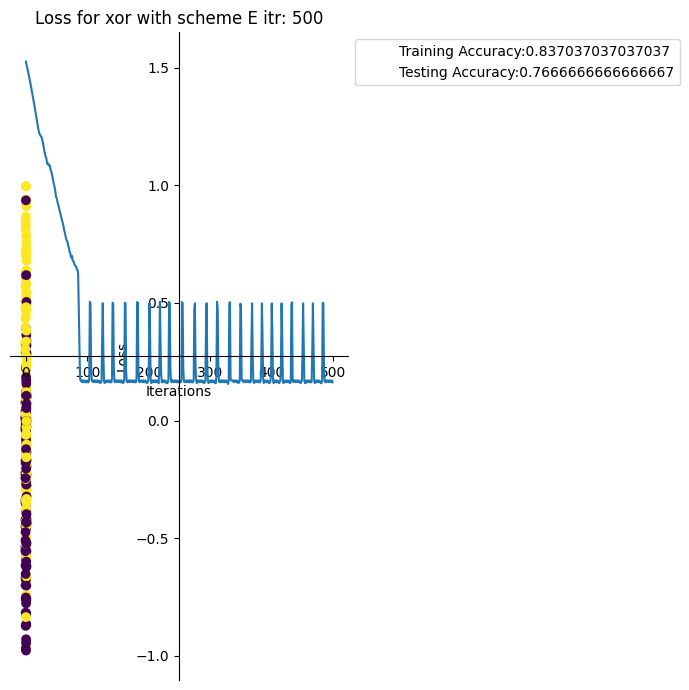 Loss for xor with scheme E itr: 500
Training Accuracy:0.837037037037037
Testing Accuracy:0.7666666666666667
1.5
1.0
0.5
Loss
0 100 200 300 400 500
Iterations
0.0
−0.5
−1.0